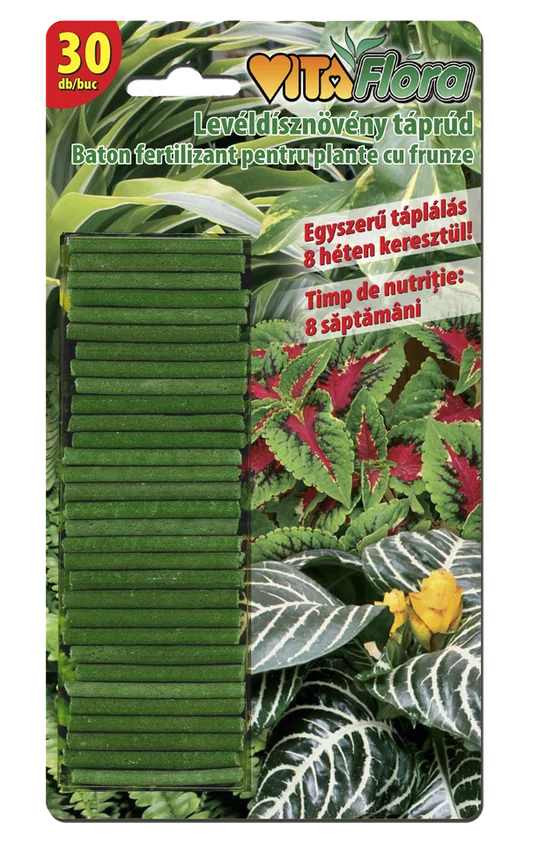 30
db/buc
VITAFlóra
Levéldísznövény táprúd
Baton fertilizant pentru plante cu frunze
Egyszerű táplálás
8 héten keresztül!
Timp de nutriție:
8 săptămâni